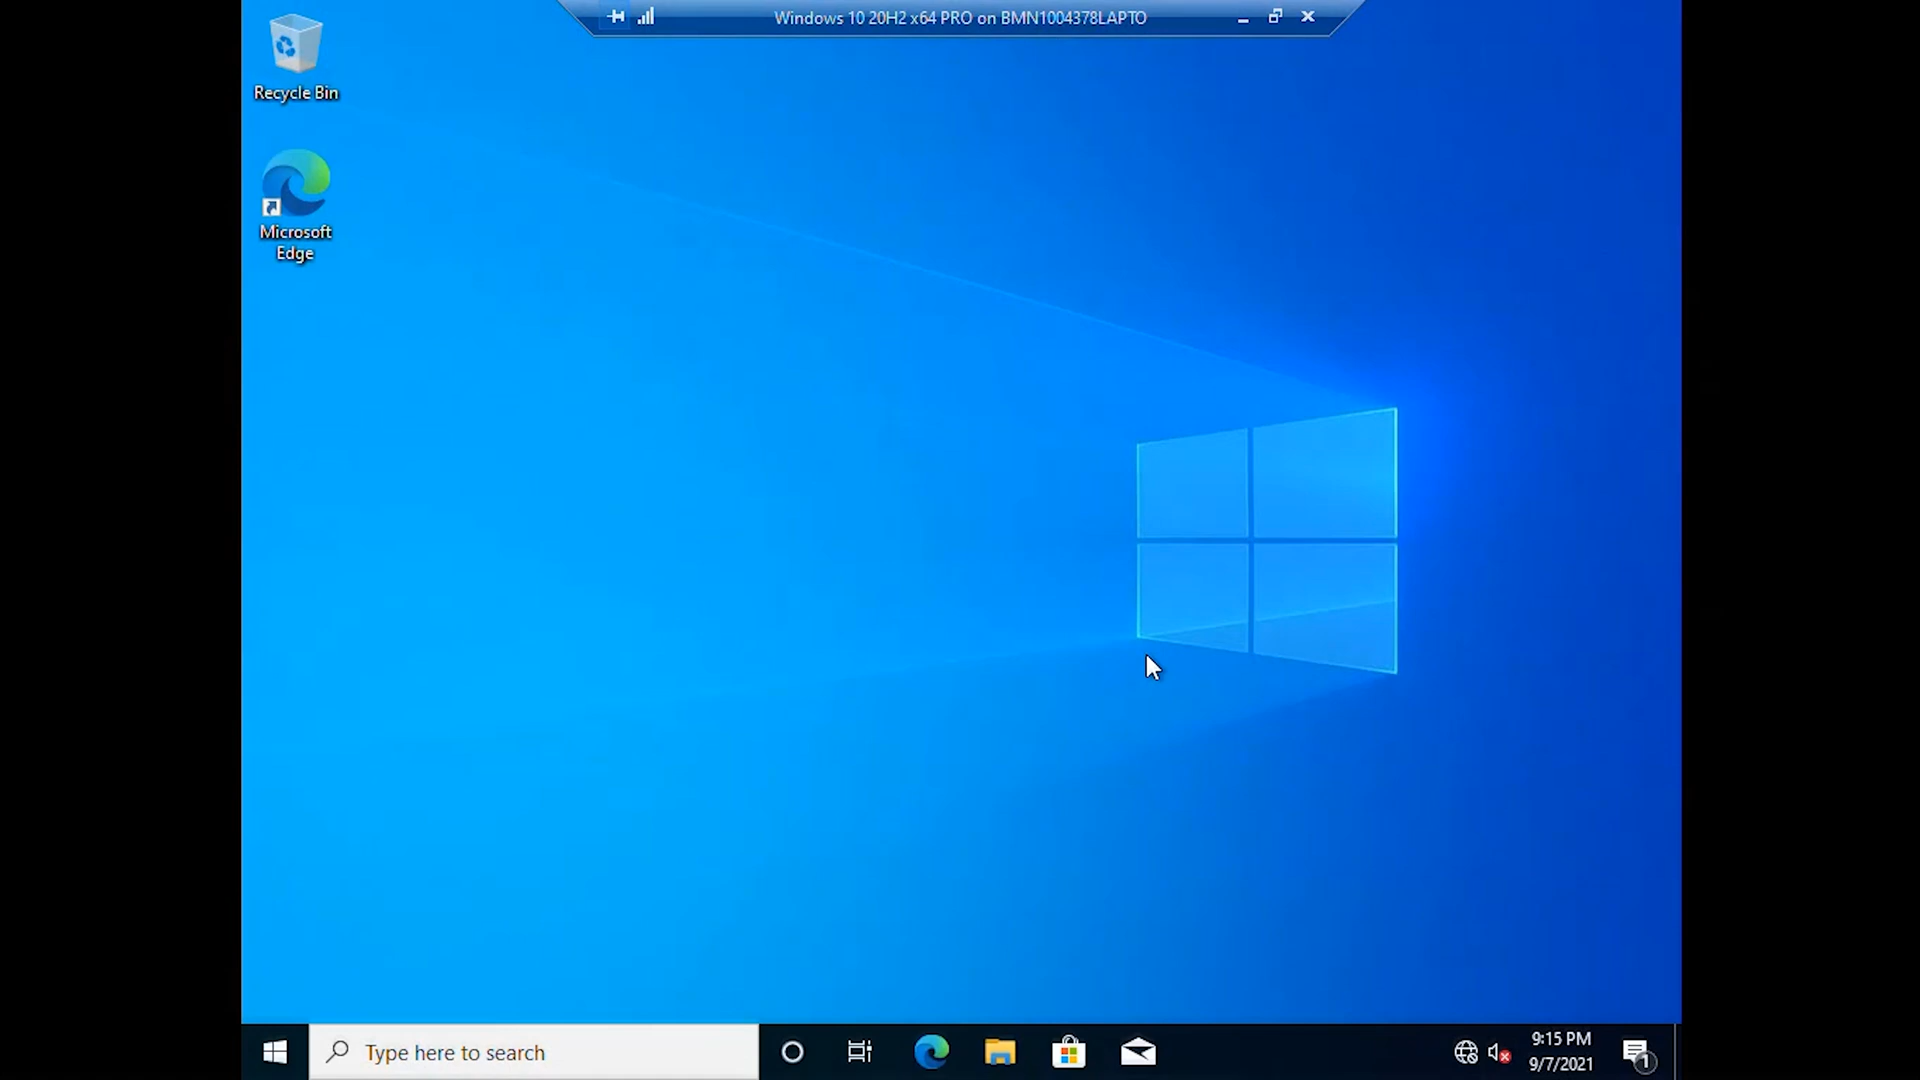 Windows 10 20H2 x64 PRO on BMN1004378LAPTO
Recycle Bin
Microsoft
Edge
Type here to search
9:15 PM
9/7/2021
1